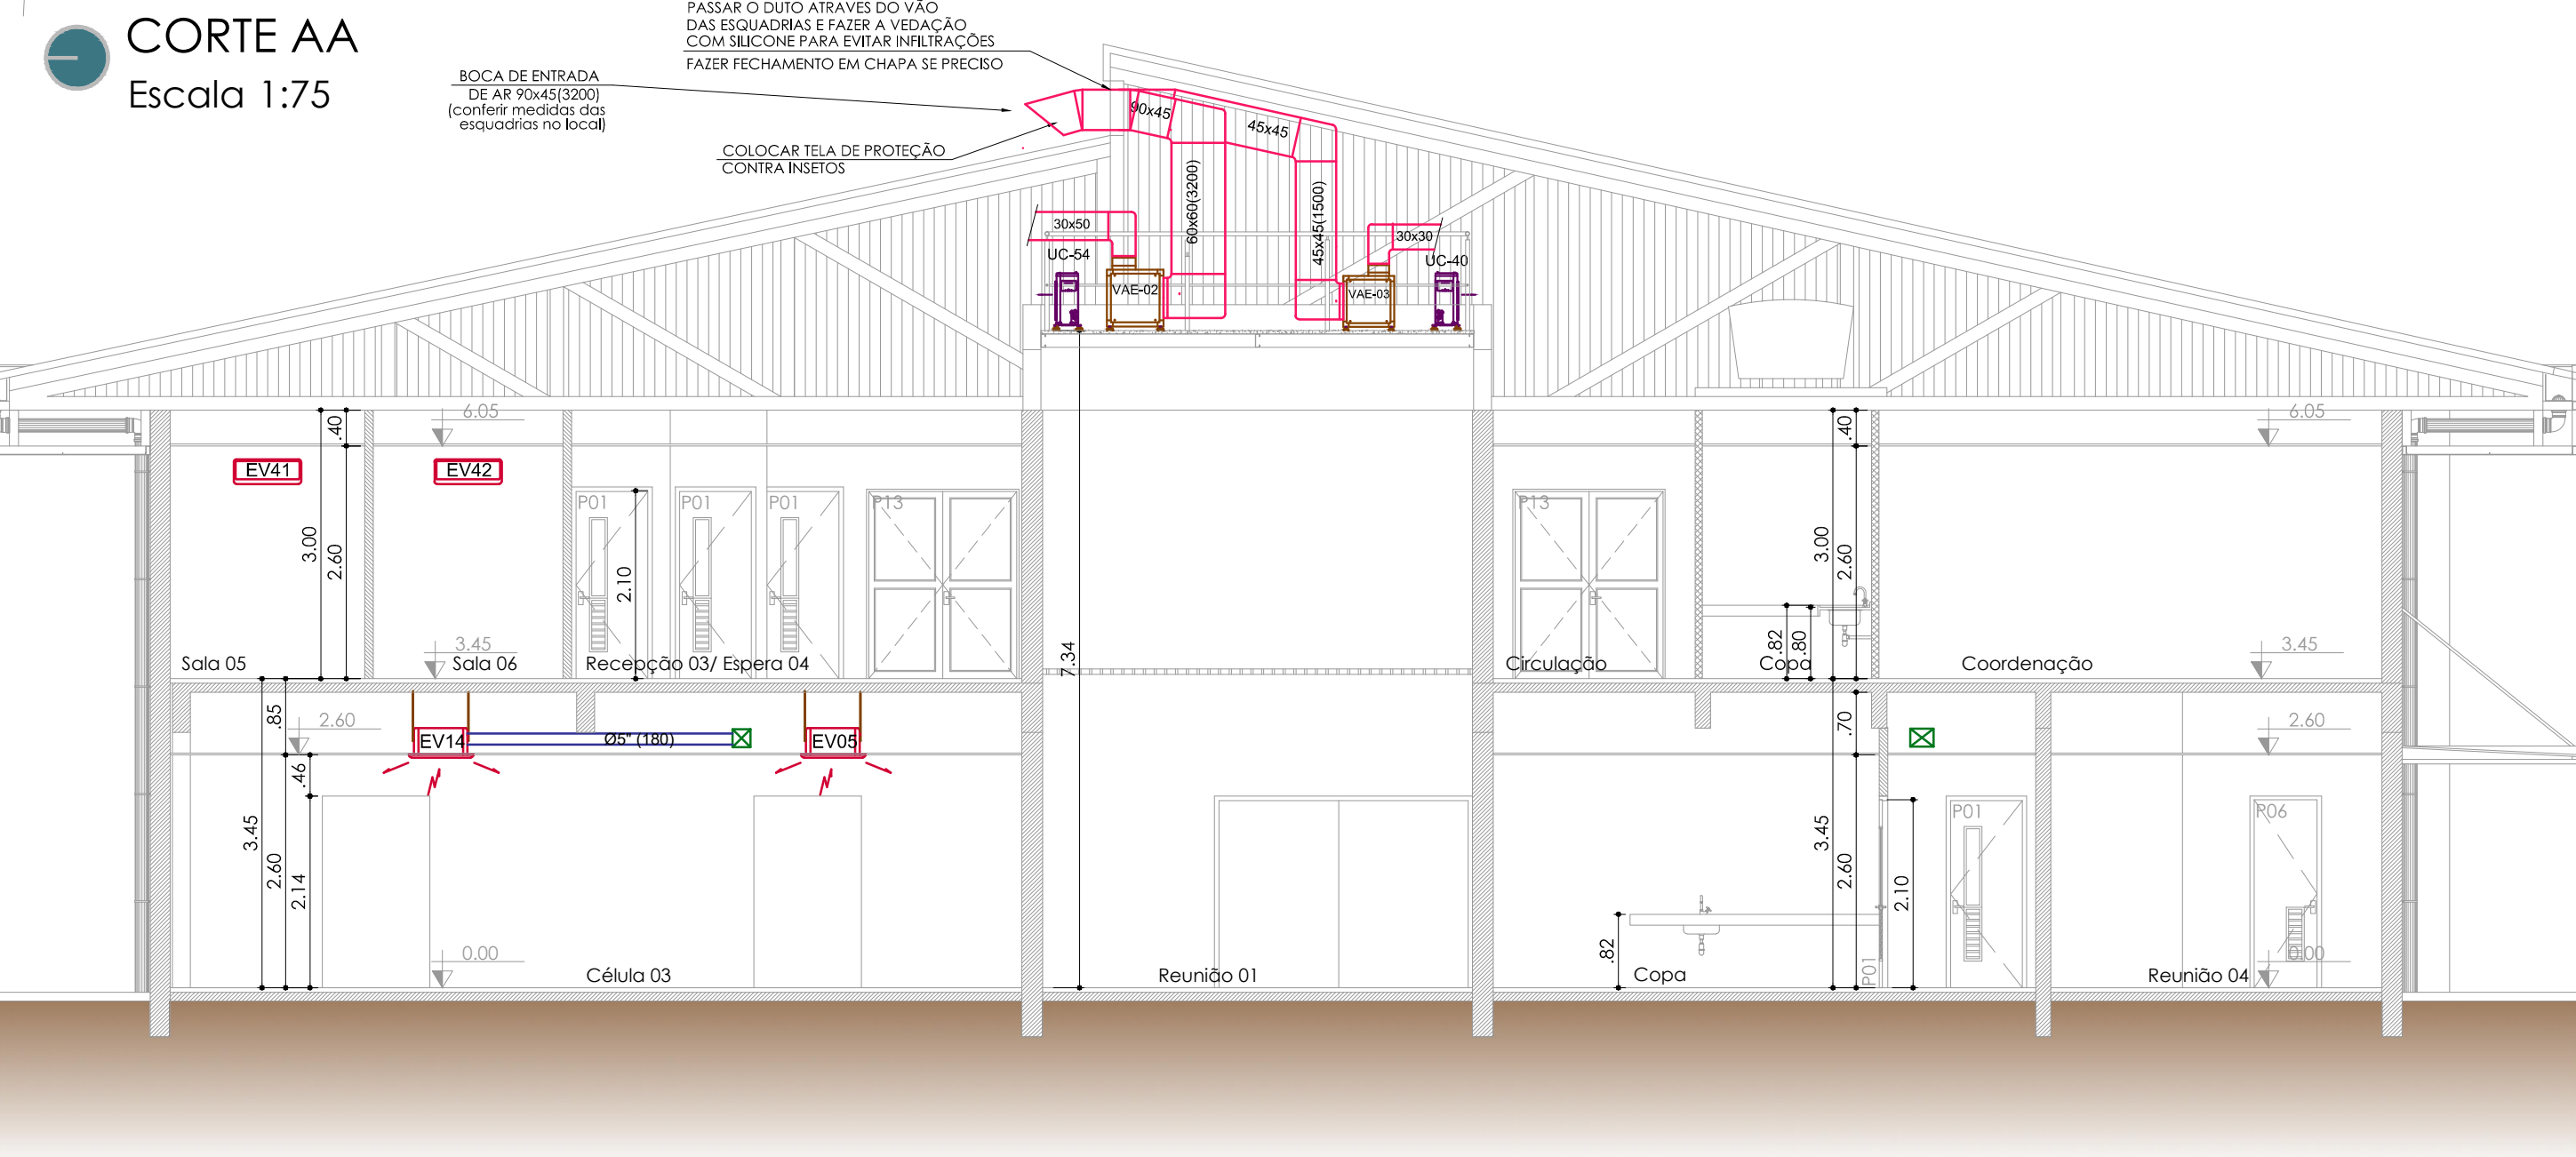 CORTE AA
Escala 1:75
PASSAR O DUTO ATRAVES DO VÃO
DAS ESQUADRIAS E FAZER A VEDAÇÃO
COM SILICONE PARA EVITAR INFILTRAÇÕES
FAZER FECHAMENTO EM CHAPA SE PRECISO
BOCA DE ENTRADA
DE AR 90x45(3200)
(conferir medidas das
esquadrias no local)
COLOCAR TELA DE PROTEÇÃO
CONTRA INSETOS
90x45
45x45
60x60(3200)
45x45(1500)
30x50
30x30
UC-54
UC-40
VAE-02
VAE-03
6.05
.40
.40
6.05
EV41
EV42
3.00
2.60
P01
P01
P01
P13
2.10
P13
3.00
2.60
3.45
.82
.80
7.34
3.45
Sala 05
Sala 06
Recepção 03/ Espera 04
Circulação
Copa
Coordenação
.85
2.60
.70
2.60
EV14
Ø5" (180)
EV05
.46
3.45
2.60
2.14
3.45
2.60
2.10
P01
P06
0.00
.82
P01
0.00
Célula 03
Reunião 01
Copa
Reunião 04